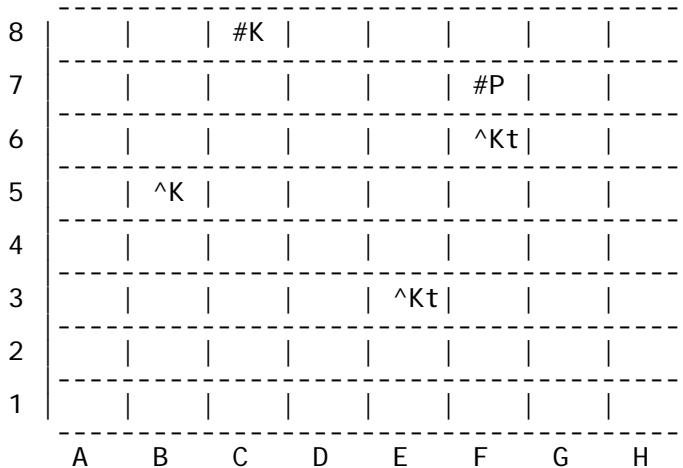 8 | | | #K | | | | |
7 | | | | | | #P | |
6 | | | | | | ^Kt| |
5 | | ^K | | | | | |
4 | | | | | | | |
3 | | | | | ^Kt| | |
2 | | | | | | | |
1 | | | | | | | |
A B C D E F G H